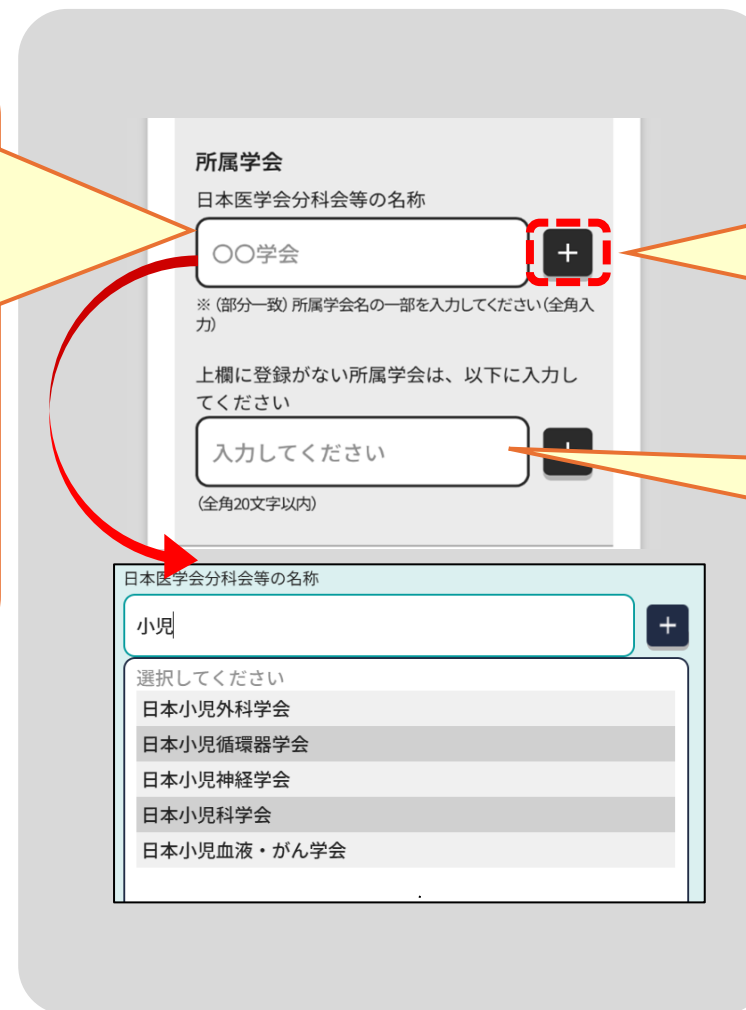 所属学会
日本医学会分科会等の名称
〇〇学会
+
※ (部分一致) 所属学会名の一部を入力してください(全角入
力)
上欄に登録がない所属学会は、以下に入力し
てください
入力してください
+
(全角20文字以内)
日本医学会分科会等の名称
小児
+
選択してください
日本小児外科学会
日本小児循環器学会
日本小児神経学会
日本小児科学会
日本小児血液・がん学会